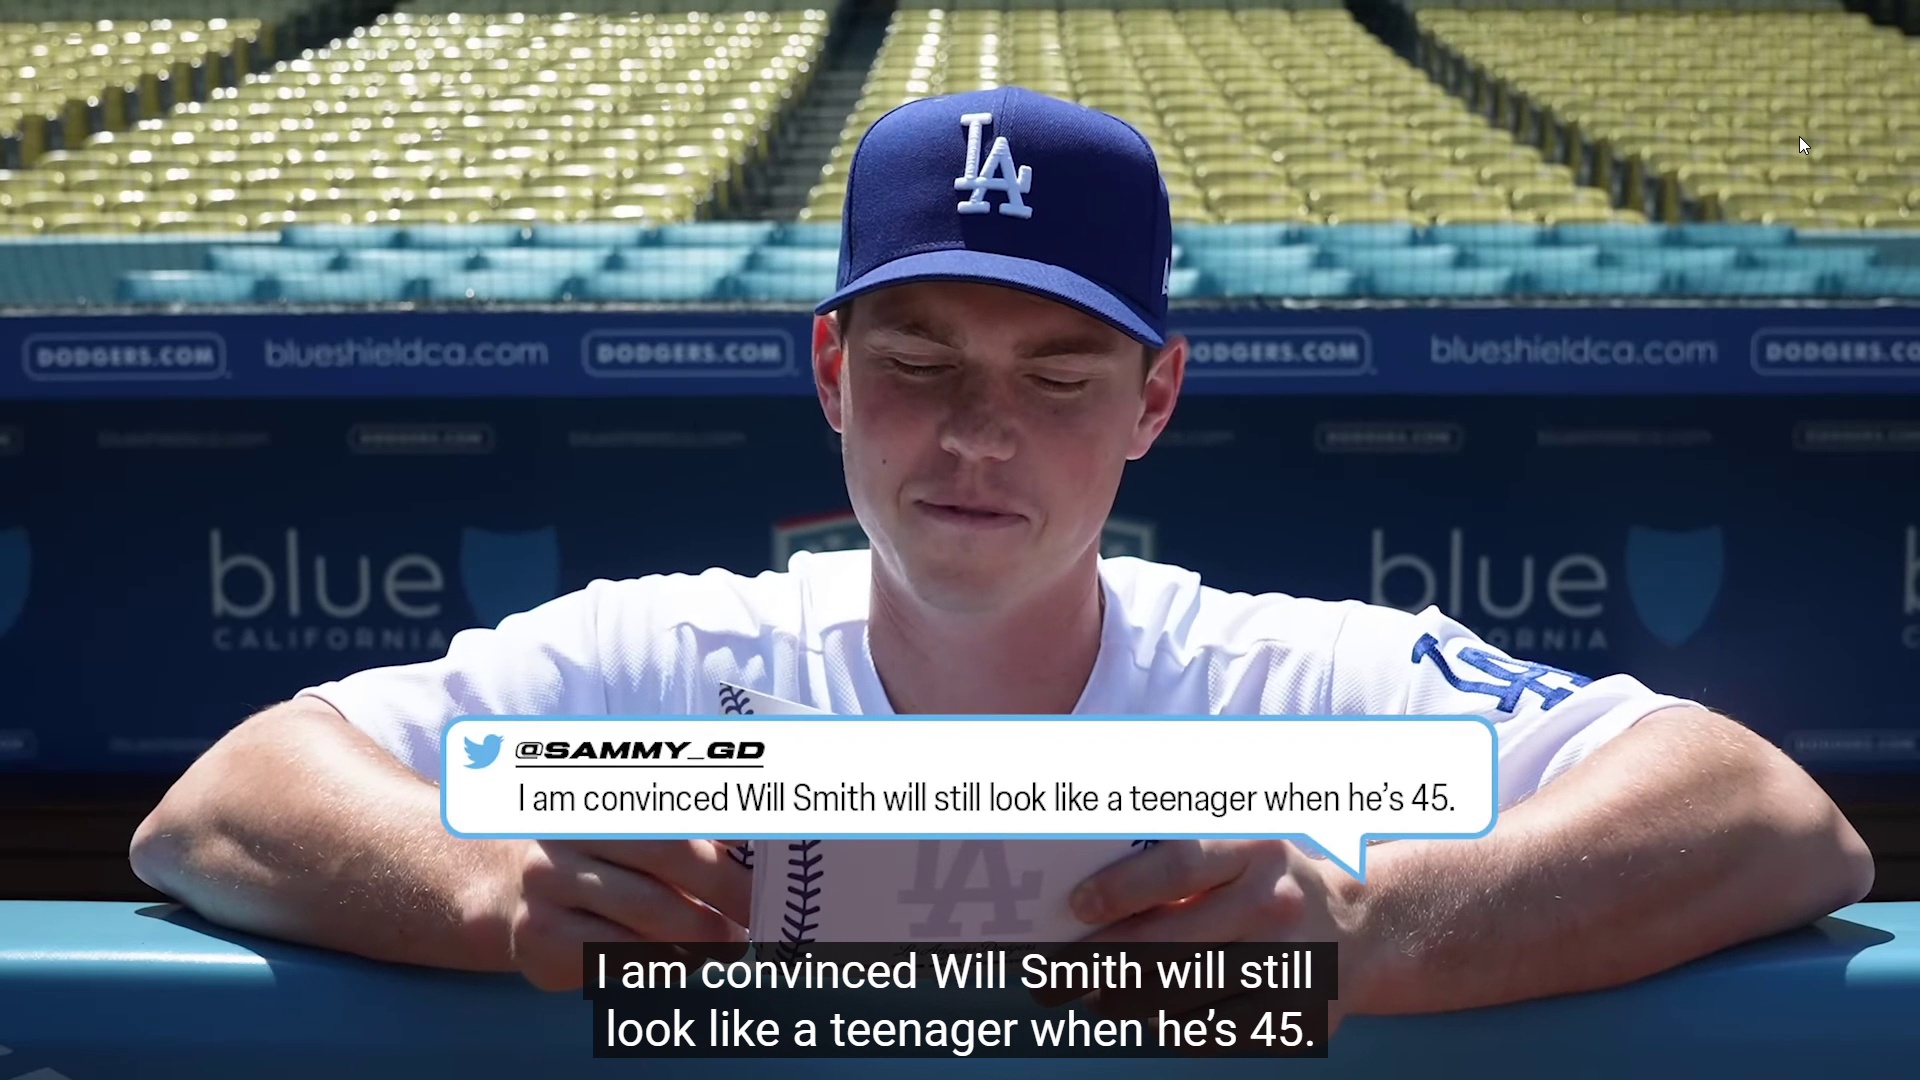 LA
DODGERS.COM blueshieldca.com DODGERS.COM DODGERS.COM blueshieldca.com DODGERS.CO
blue blue
CALIFORNIA ORNIA
LA
@SAMMY_GD
I am convinced Will Smith will still look like a teenager when he's 45.
LA
I am convinced Will Smith will still
look like a teenager when he’s 45.